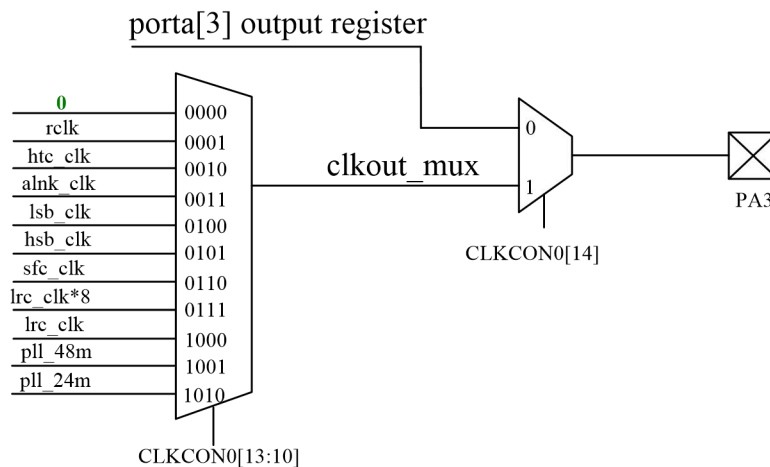 porta[3] output register
0
0000
rclk
0001
htc_clk
0010
alnk_clk
0011
lsb_clk
0100
hsb_clk
0101
sfc_clk
0110
lrc_clk*8
0111
lrc_clk
1000
pll_48m
1001
pll_24m
1010
CLKCON0[13:10]
clkout_mux
0
1
CLKCON0[14]
PA3